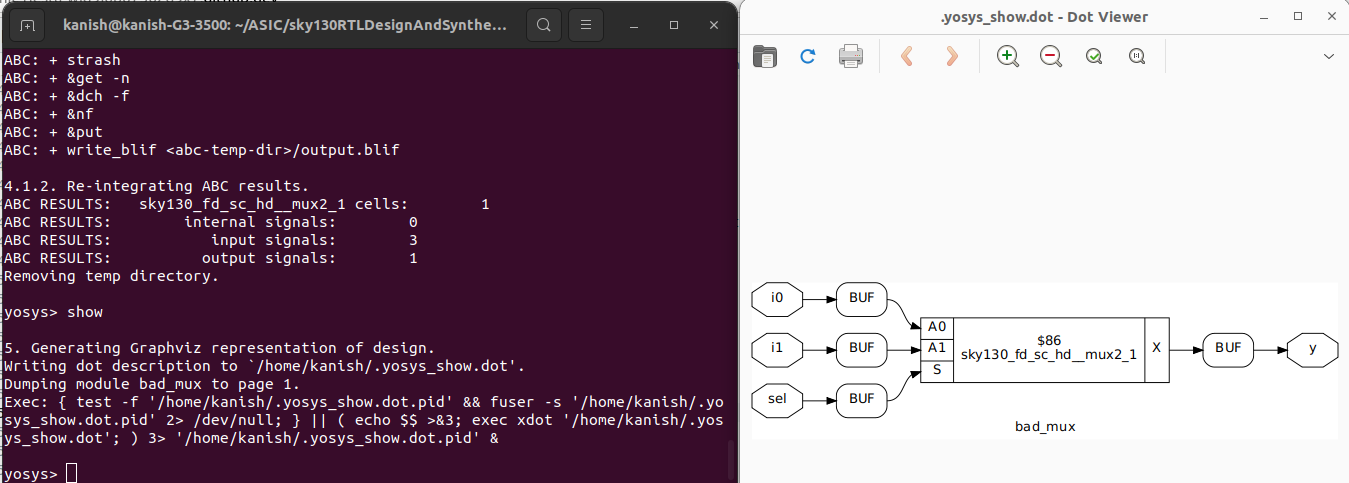 kanish@kanish-G3-3500: ~/ASIC/sky130RTLDesignAndSynthe...
ABC: + strash
ABC: + &get -n
ABC: + &dch -f
ABC: + &nf
ABC: + &put
ABC: + write_blif <abc-temp-dir>/output.blif
4.1.2. Re-integrating ABC results.
ABC RESULTS:   sky130_fd_sc_hd__mux2_1 cells:        1
ABC RESULTS:        internal signals:        0
ABC RESULTS:           input signals:        3
ABC RESULTS:          output signals:        1
Removing temp directory.
yosys> show
5. Generating Graphviz representation of design.
Writing dot description to `/home/kanish/.yosys_show.dot'.
Dumping module bad_mux to page 1.
Exec: { test -f '/home/kanish/.yosys_show.dot.pid' && fuser -s '/home/kanish/.yo
sys_show.dot.pid' 2> /dev/null; } || ( echo $$ >&3; exec xdot '/home/kanish/.yos
ys_show.dot'; ) 3> '/home/kanish/.yosys_show.dot.pid' &
yosys>
.yosys_show.dot - Dot Viewer
i0 BUF
i1 BUF
sel BUF
A0
A1
S
$86
sky130_fd_sc_hd__mux2_1
X
BUF
y
bad_mux